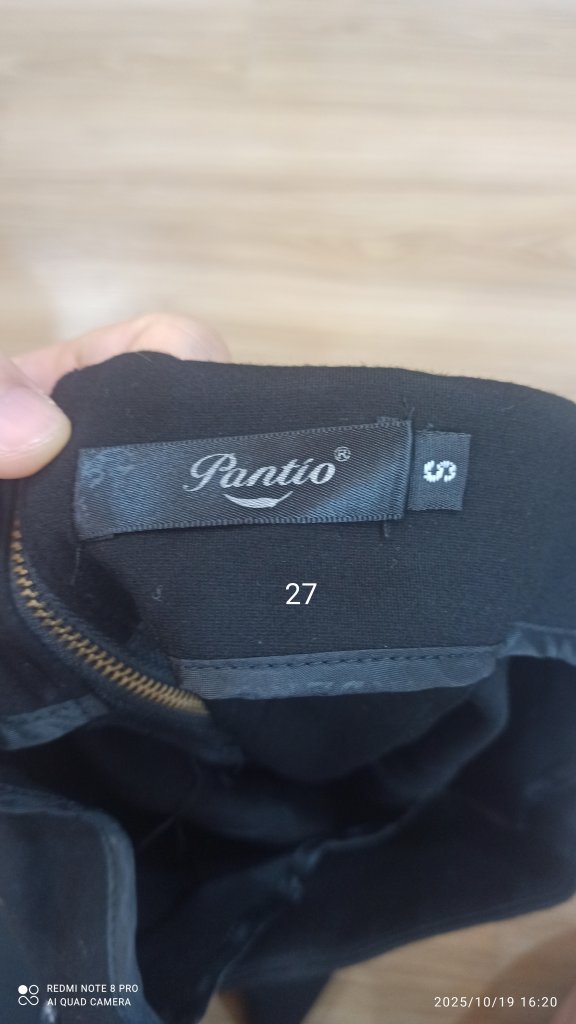 Pantio®
S
27
REDMI NOTE 8 PRO
AI QUAD CAMERA
2025/10/19 16:20